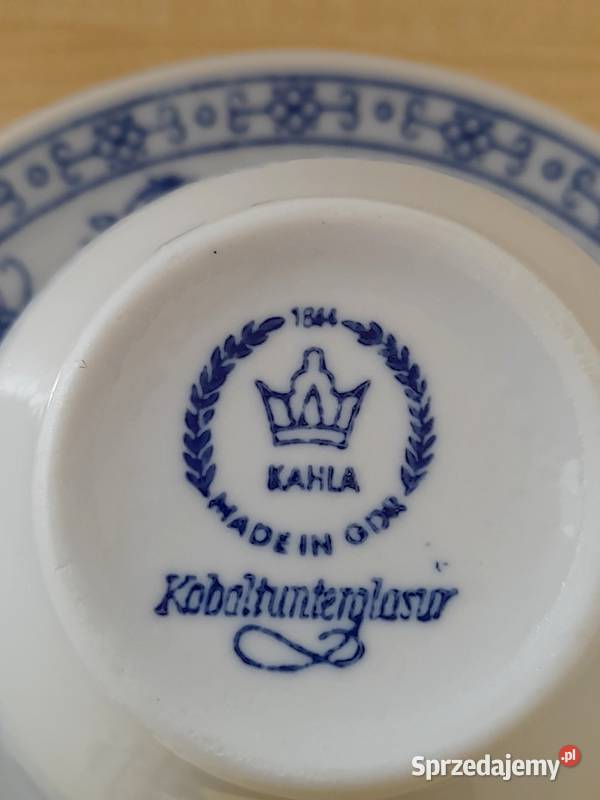 1844
KAHLA
MADE IN GDR
Kobaltunterglasur
Sprzedajemy.pl